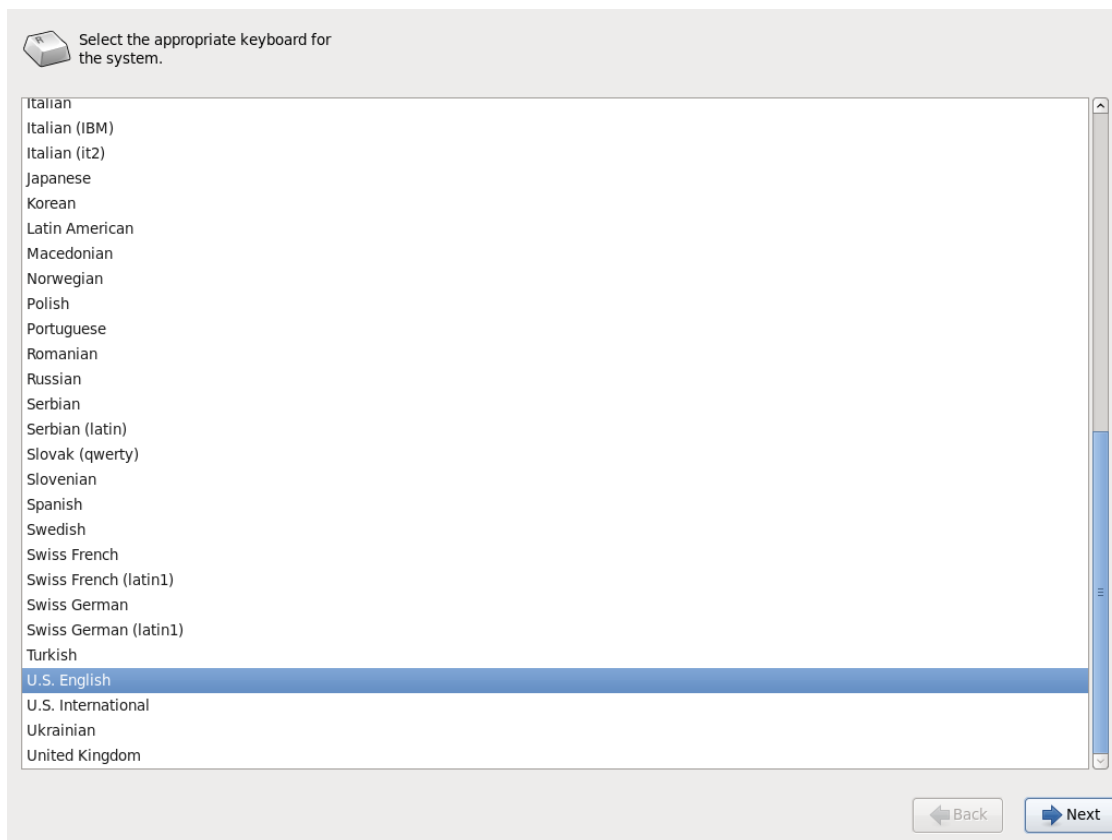 R
Select the appropriate keyboard for
the system.
Italian
Italian (IBM)
Italian (it2)
Japanese
Korean
Latin American
Macedonian
Norwegian
Polish
Portuguese
Romanian
Russian
Serbian
Serbian (latin)
Slovak (qwerty)
Slovenian
Spanish
Swedish
Swiss French
Swiss French (latin1)
Swiss German
Swiss German (latin1)
Turkish
U.S. English
U.S. International
Ukrainian
United Kingdom
Back Next